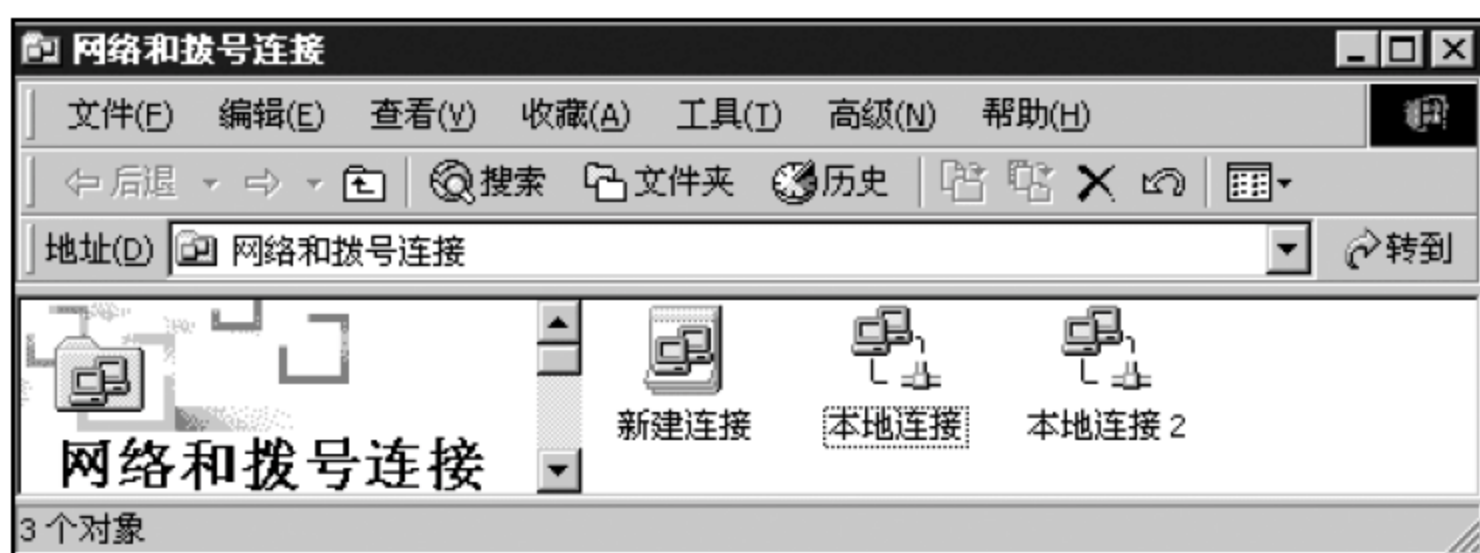 网络和拨号连接
文件(F) 编辑(E) 查看(V) 收藏(A) 工具(T) 高级(N) 帮助(H)
后退 搜索 文件夹 历史
地址(D) 网络和拨号连接 转到
新建连接 本地连接 本地连接 2
网络和拨号连接
3 个对象